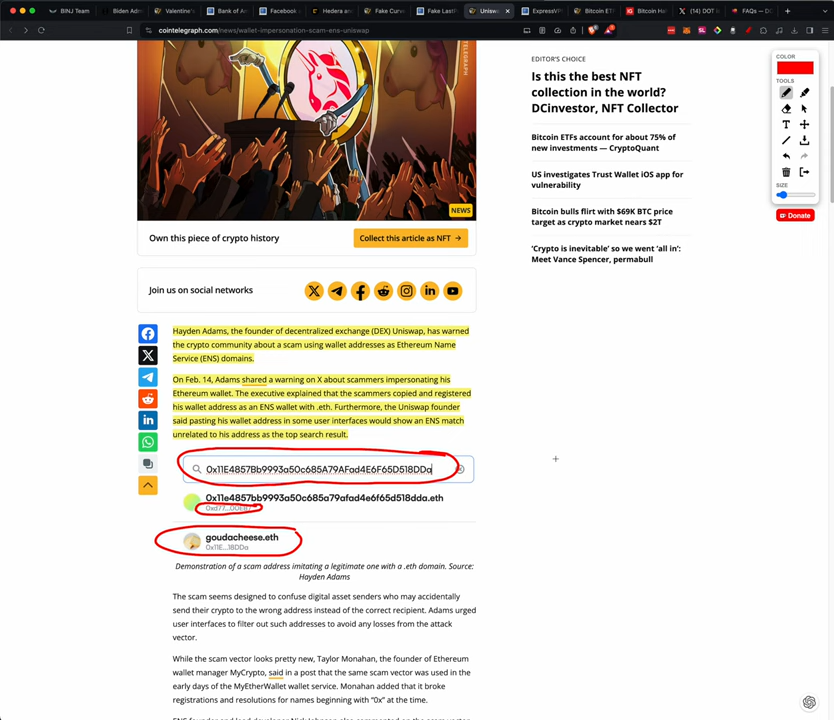 BINJ Team
Biden Adm
Valentine's
Bank of Am
Facebook
Hedera and
Fake Curve
Fake LastP
Uniswa
ExpressVP
Bitcoin ET
Bitcoin Ha
(14) DOT is
FAQs — D
cointelegraph.com/news/wallet-impersonation-scam-ens-uniswap
NEWS
Own this piece of crypto history
Collect this article as NFT →
Join us on social networks
Hayden Adams, the founder of decentralized exchange (DEX) Uniswap, has warned
the crypto community about a scam using wallet addresses as Ethereum Name
Service (ENS) domains.
On Feb. 14, Adams shared a warning on X about scammers impersonating his
Ethereum wallet. The executive explained that the scammers copied and registered
his wallet address as an ENS wallet with .eth. Furthermore, the Uniswap founder
said pasting his wallet address in some user interfaces would show an ENS match
unrelated to his address as the top search result.
0x11E4857Bb9993a50c685A79AFad4E6F65D518DDa
0x11e4857bb9993a50c685a79afad4e6f65d518dda.eth
goudacheese.eth
0x11E...18DDa
Demonstration of a scam address imitating a legitimate one with a .eth domain. Source:
Hayden Adams
The scam seems designed to confuse digital asset senders who may accidentally
send their crypto to the wrong address instead of the correct recipient. Adams urged
user interfaces to filter out such addresses to avoid any losses from the attack
vector.
While the scam vector looks pretty new, Taylor Monahan, the founder of Ethereum
wallet manager MyCrypto, said in a post that the same scam vector was used in the
early days of the MyEtherWallet wallet service. Monahan added that it broke
registrations and resolutions for names beginning with “0x” at the time.
EDITOR'S CHOICE
Is this the best NFT
collection in the world?
DCinvestor, NFT Collector
Bitcoin ETFs account for about 75% of
new investments — CryptoQuant
US investigates Trust Wallet iOS app for
vulnerability
Bitcoin bulls flirt with $69K BTC price
target as crypto market nears $2T
‘Crypto is inevitable’ so we went ‘all in’:
Meet Vance Spencer, permabull
COLOR
TOOLS
T
SIZE
Donate